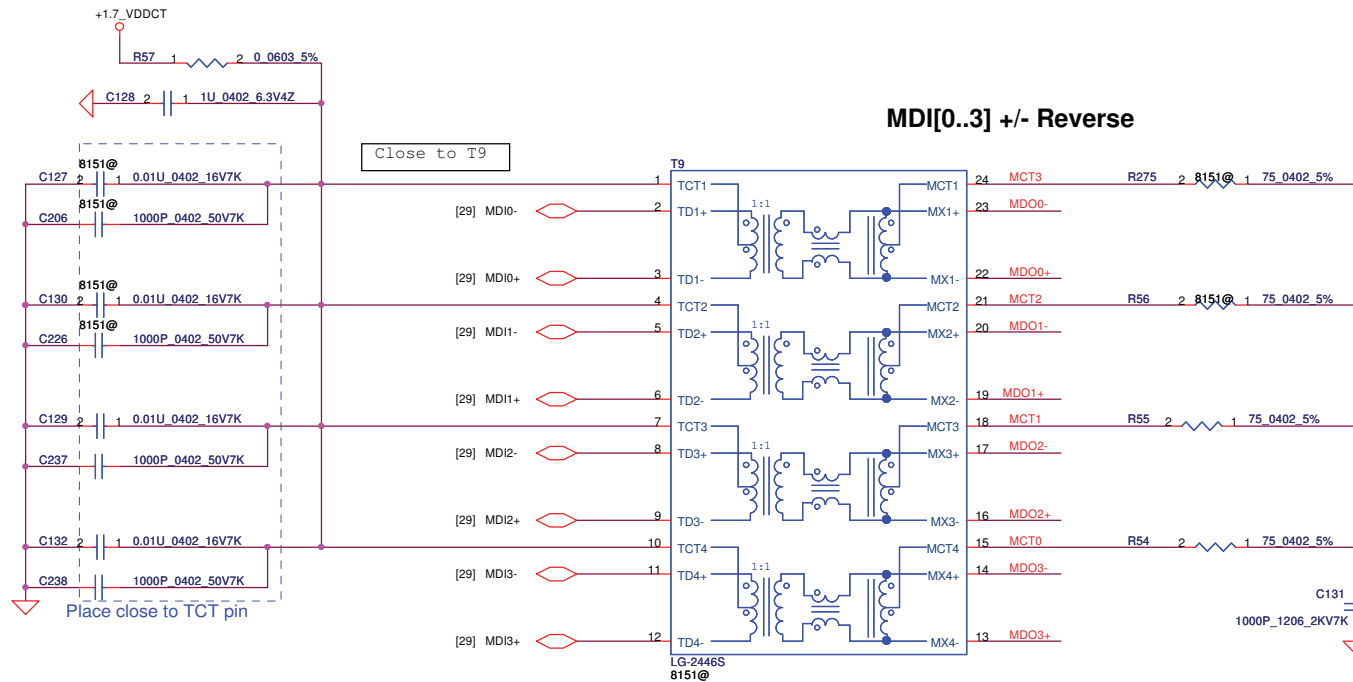 +1.7_VDDCT
R57 1 2 0_0603_5%
C128 2 1 1U_0402_6.3V4Z
MDI[0..3] +/- Reverse
Close to T9
8151@
C127 2 1 0.01U_0402_16V7K
8151@
C206 1000P_0402_50V7K
8151@
C130 2 1 0.01U_0402_16V7K
8151@
C226 1000P_0402_50V7K
C129 2 1 0.01U_0402_16V7K
C237 1000P_0402_50V7K
C132 2 1 0.01U_0402_16V7K
C238 1000P_0402_50V7K
Place close to TCT pin
[29] MDI0-
[29] MDI0+
[29] MDI1-
[29] MDI1+
[29] MDI2-
[29] MDI2+
[29] MDI3-
[29] MDI3+
T9
1 TCT1 MCT1 24 MCT3
2 TD1+ 1:1 MX1+ 23 MDO0-
3 TD1- MX1- 22 MDO0+
4 TCT2 MCT2 21 MCT2
5 TD2+ 1:1 MX2+ 20 MDO1-
6 TD2- MX2- 19 MDO1+
7 TCT3 MCT3 18 MCT1
8 TD3+ 1:1 MX3+ 17 MDO2-
9 TD3- MX3- 16 MDO2+
10 TCT4 MCT4 15 MCT0
11 TD4+ 1:1 MX4+ 14 MDO3-
12 TD4- MX4- 13 MDO3+
LG-2446S
8151@
R275 2 8151@ 1 75_0402_5%
R56 2 8151@ 1 75_0402_5%
R55 2 1 75_0402_5%
R54 2 1 75_0402_5%
C131
1000P_1206_2KV7K